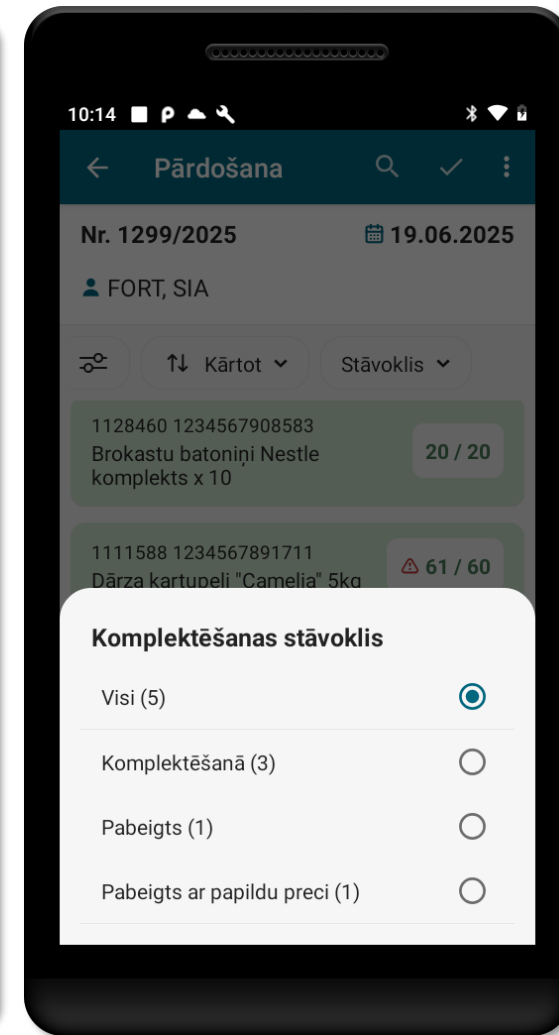 10:14
Pārdošana
Nr. 1299/2025 19.06.2025
FORT, SIA
Kārtot Stāvoklis
1128460 1234567908583
Brokastu batoniņi Nestle
komplekts x 10
20 / 20
1111588 1234567891711
Dārza kartupeļi "Camelia" 5kg
61 / 60
Komplektēšanas stāvoklis
Visi (5)
Komplektēšanā (3)
Pabeigts (1)
Pabeigts ar papildu preci (1)